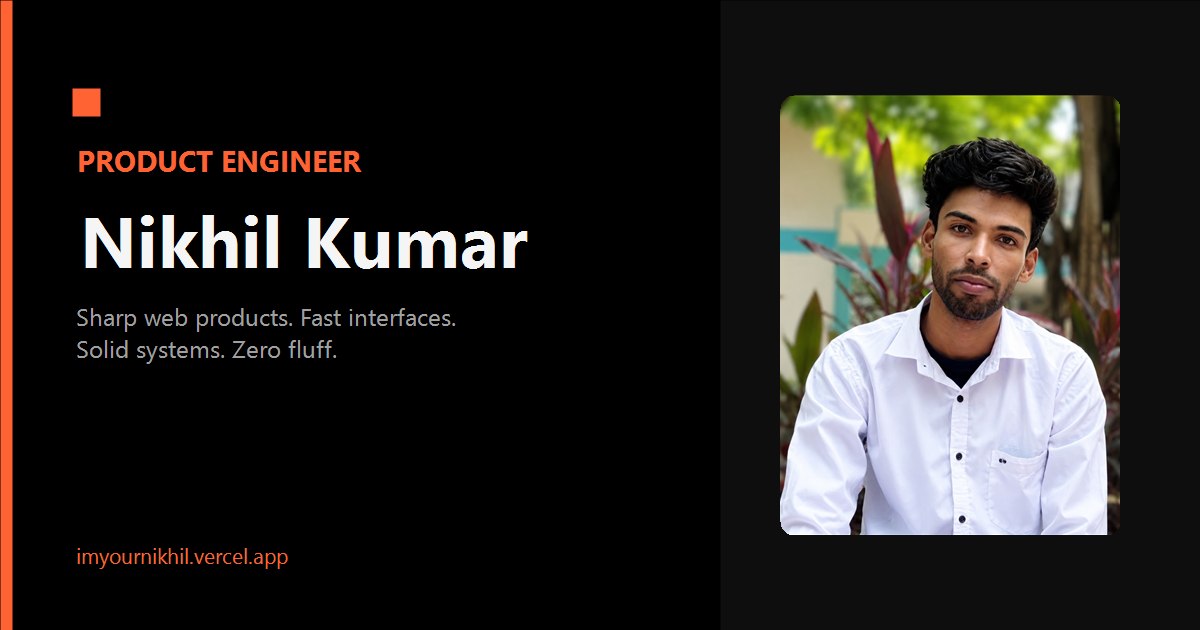 PRODUCT ENGINEER
Nikhil Kumar
Sharp web products. Fast interfaces.
Solid systems. Zero fluff.
imyournikhil.vercel.app